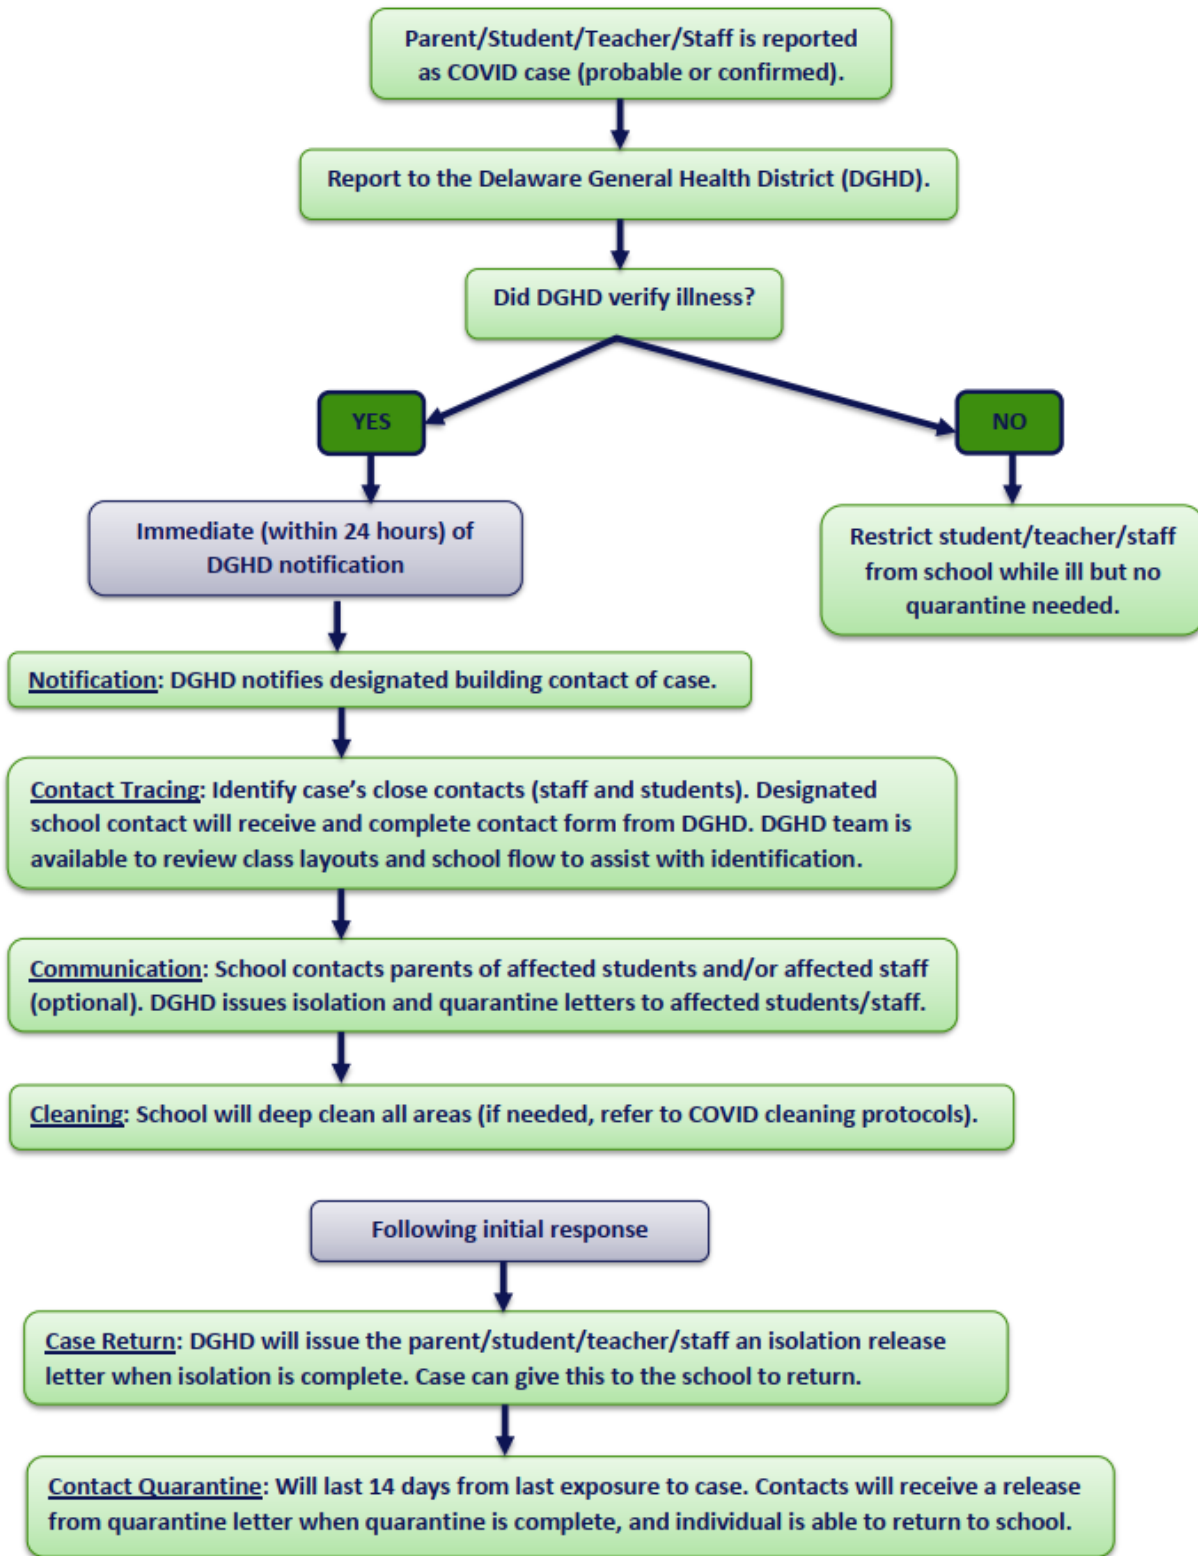 Parent/Student/Teacher/Staff is reported
as COVID case (probable or confirmed).
Report to the Delaware General Health District (DGHD).
Did DGHD verify illness?
YES
NO
Immediate (within 24 hours) of
DGHD notification
Restrict student/teacher/staff
from school while ill but no
quarantine needed.
Notification: DGHD notifies designated building contact of case.
Contact Tracing: Identify case's close contacts (staff and students). Designated
school contact will receive and complete contact form from DGHD. DGHD team is
available to review class layouts and school flow to assist with identification.
Communication: School contacts parents of affected students and/or affected staff
(optional). DGHD issues isolation and quarantine letters to affected students/staff.
Cleaning: School will deep clean all areas (if needed, refer to COVID cleaning protocols).
Following initial response
Case Return: DGHD will issue the parent/student/teacher/staff an isolation release
letter when isolation is complete. Case can give this to the school to return.
Contact Quarantine: Will last 14 days from last exposure to case. Contacts will receive a release
from quarantine letter when quarantine is complete, and individual is able to return to school.